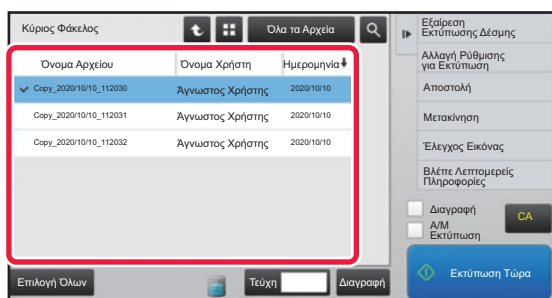 Κύριος Φάκελος
Όλα τα Αρχεία
Όνομα Αρχείου Όνομα Χρήστη Ημερομηνία
Copy_2020/10/10_112030 Άγνωστος Χρήστης 2020/10/10
Copy_2020/10/10_112031 Άγνωστος Χρήστης 2020/10/10
Copy_2020/10/10_112032 Άγνωστος Χρήστης 2020/10/10
Επιλογή Όλων
Τεύχη
Διαγραφή
Εξαίρεση
Εκτύπωσης Δέσμης
Αλλαγή Ρύθμισης
για Εκτύπωση
Αποστολή
Μετακίνηση
Έλεγχος Εικόνας
Βλέπε Λεπτομερείς
Πληροφορίες
Διαγραφή
Α/Μ
Εκτύπωση
CA
Εκτύπωση Τώρα